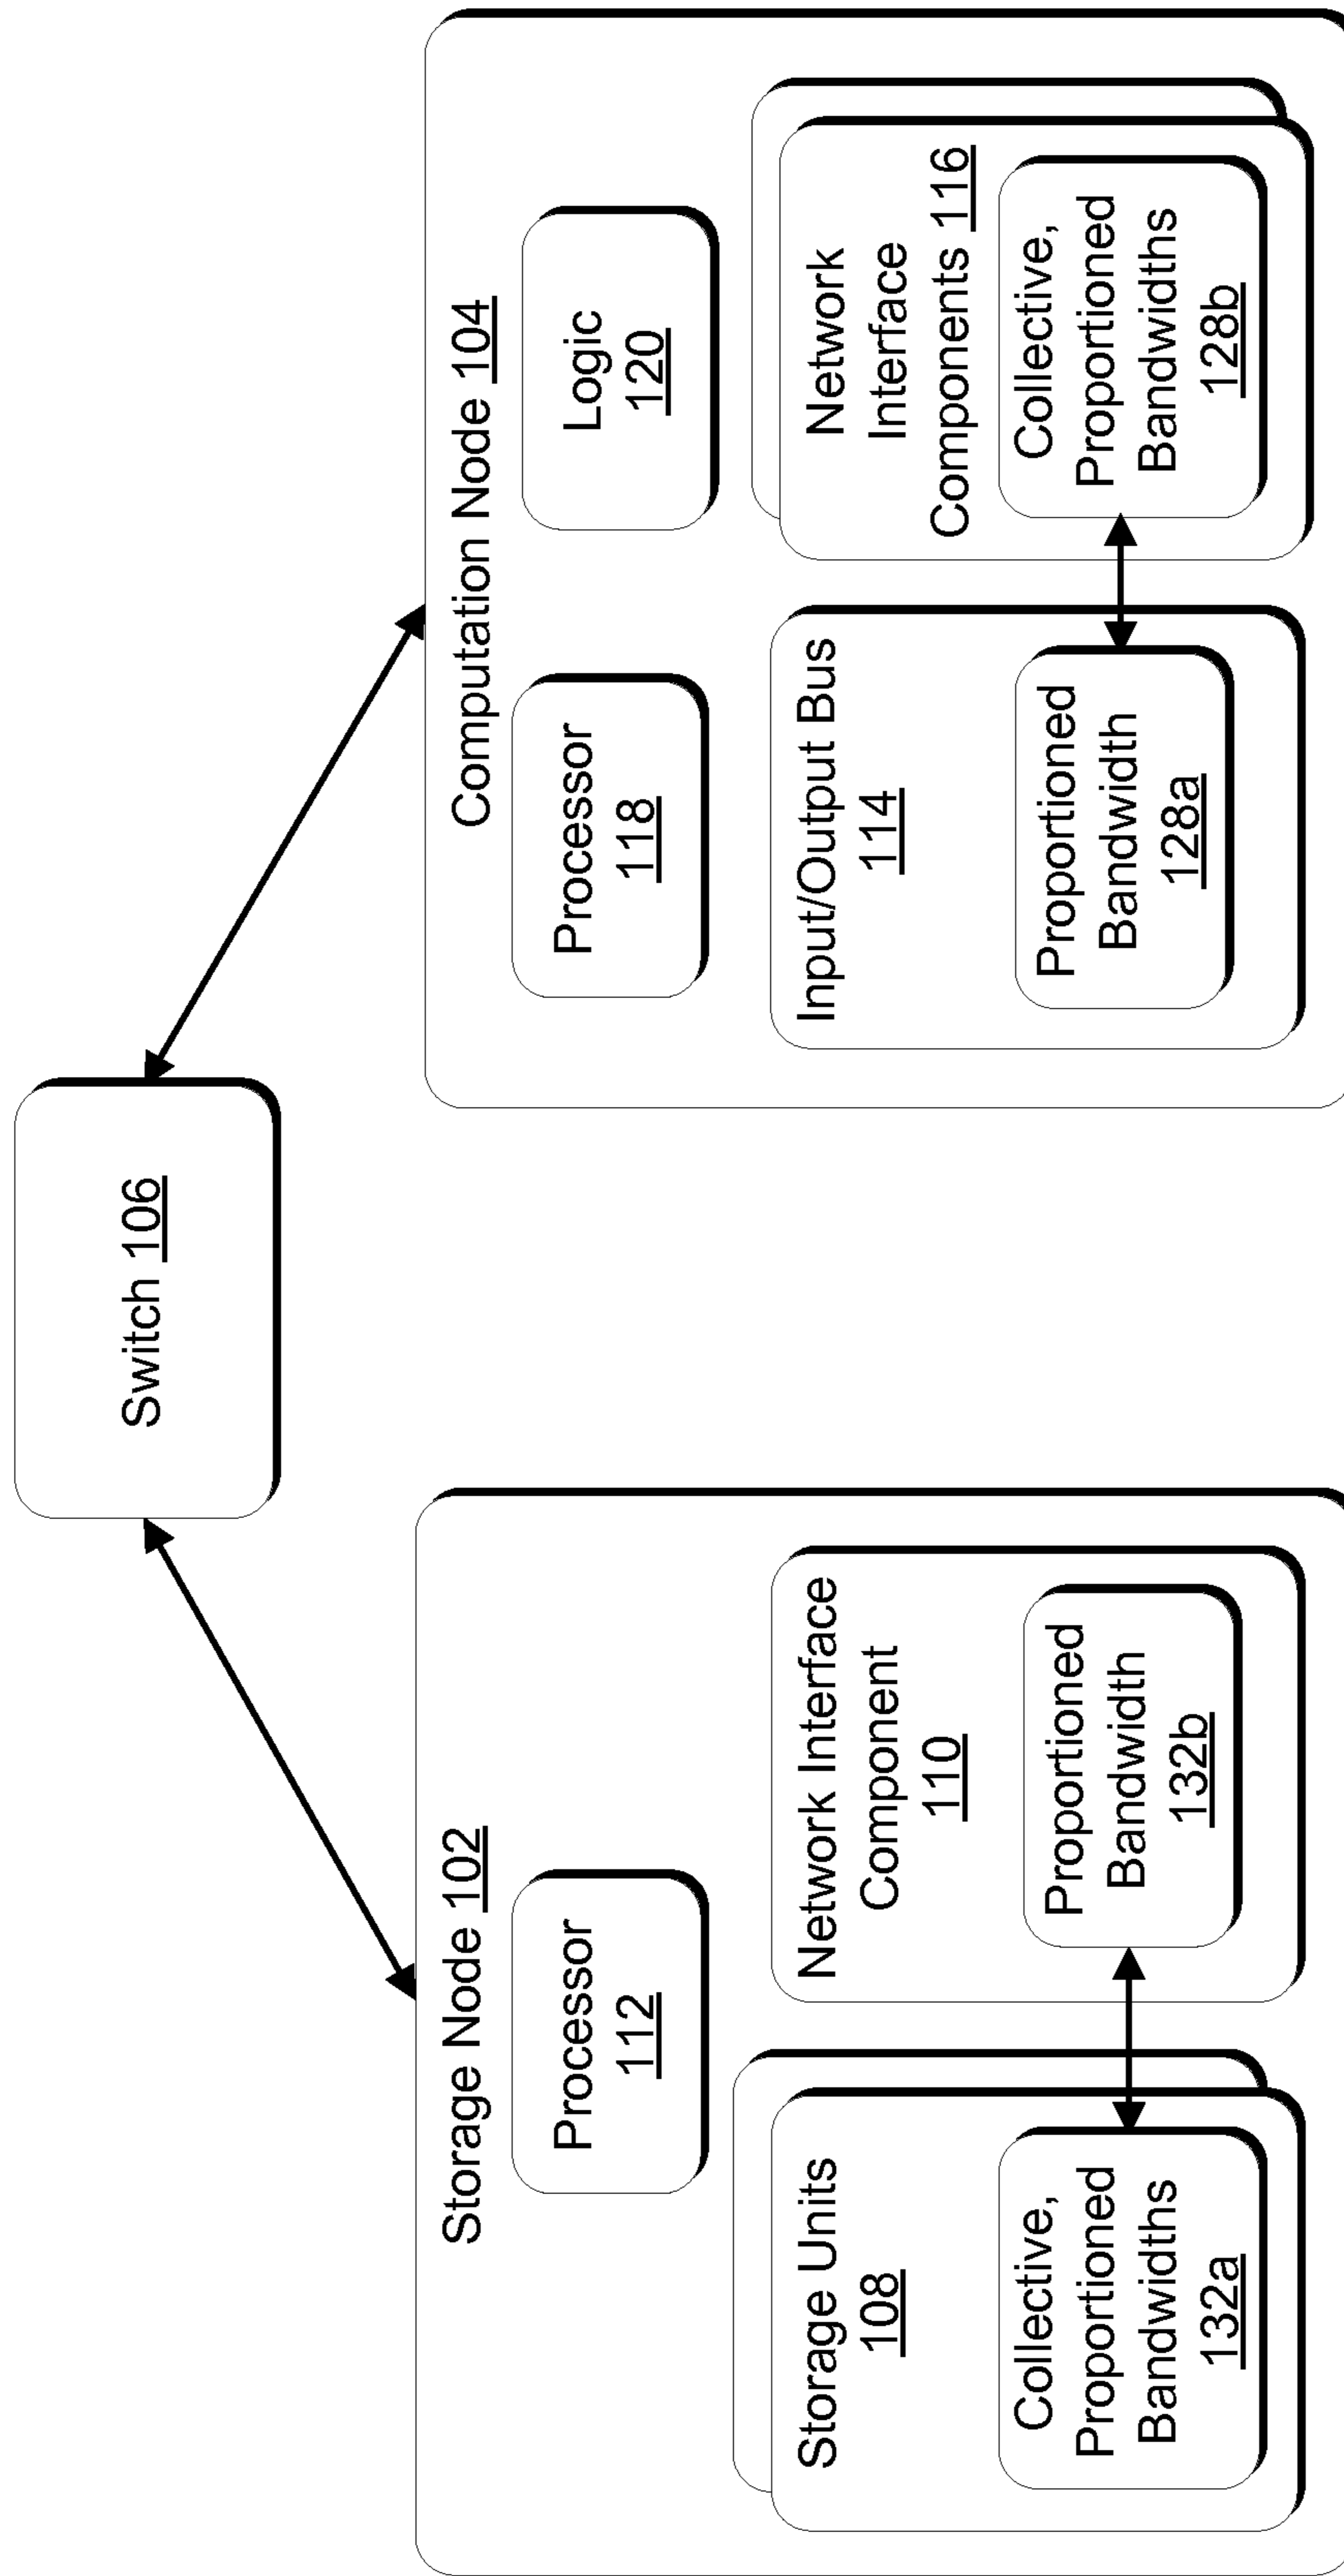 Switch 106
Storage Node 102
Processor
112
Storage Units
108
Collective,
Proportioned
Bandwidths
132a
Network Interface
Component
110
Proportioned
Bandwidth
132b
Computation Node 104
Processor
118
Logic
120
Input/Output Bus
114
Proportioned
Bandwidth
128a
Network
Interface
Components 116
Collective,
Proportioned
Bandwidths
128b